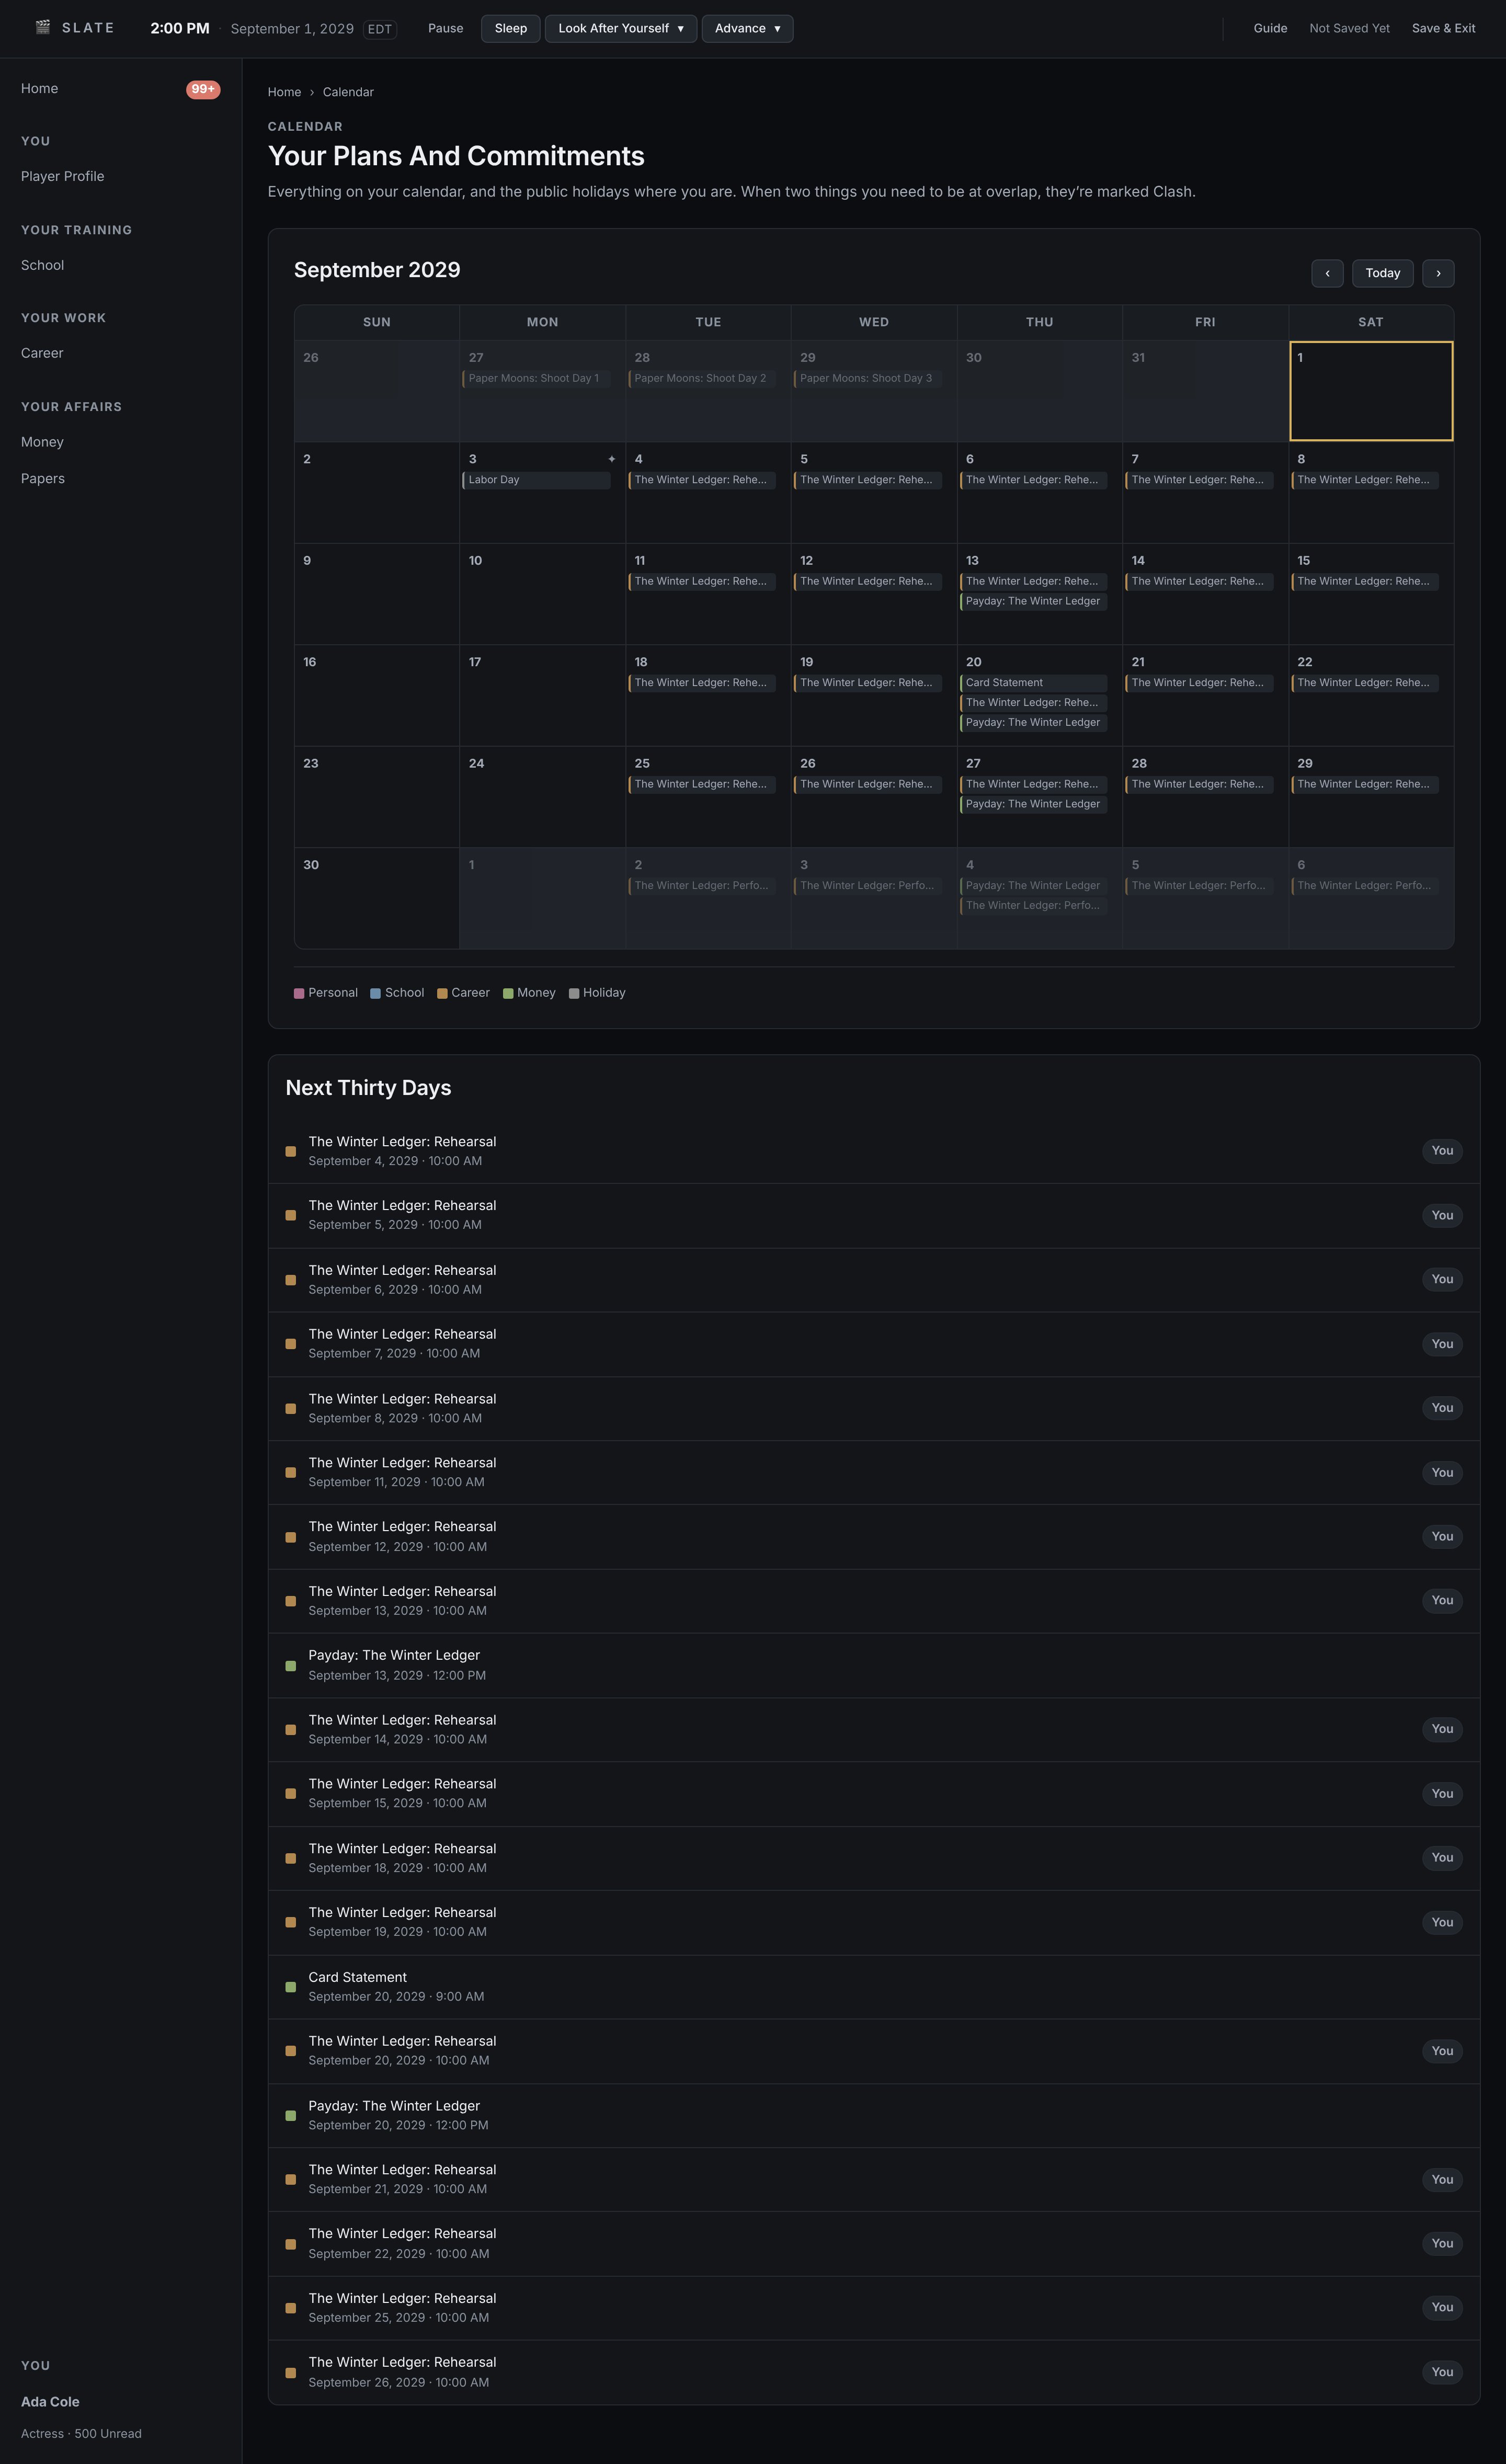 SLATE
2:00 PM · September 1, 2029 EDT
Pause
Sleep
Look After Yourself ▾
Advance ▾
Guide
Not Saved Yet
Save & Exit
Home
99+
YOU
Player Profile
YOUR TRAINING
School
YOUR WORK
Career
YOUR AFFAIRS
Money
Papers
YOU
Ada Cole
Actress · 500 Unread
Home › Calendar
CALENDAR
Your Plans And Commitments
Everything on your calendar, and the public holidays where you are. When two things you need to be at overlap, they’re marked Clash.
September 2029
‹
Today
›
SUN MON TUE WED THU FRI SAT
26
27
Paper Moons: Shoot Day 1
28
Paper Moons: Shoot Day 2
29
Paper Moons: Shoot Day 3
30
31
1
2
3 ✦
Labor Day
4
The Winter Ledger: Rehe…
5
The Winter Ledger: Rehe…
6
The Winter Ledger: Rehe…
7
The Winter Ledger: Rehe…
8
The Winter Ledger: Rehe…
9
10
11
The Winter Ledger: Rehe…
12
The Winter Ledger: Rehe…
13
The Winter Ledger: Rehe…
Payday: The Winter Ledger
14
The Winter Ledger: Rehe…
15
The Winter Ledger: Rehe…
16
17
18
The Winter Ledger: Rehe…
19
The Winter Ledger: Rehe…
20
Card Statement
The Winter Ledger: Rehe…
Payday: The Winter Ledger
21
The Winter Ledger: Rehe…
22
The Winter Ledger: Rehe…
23
24
25
The Winter Ledger: Rehe…
26
The Winter Ledger: Rehe…
27
The Winter Ledger: Rehe…
Payday: The Winter Ledger
28
The Winter Ledger: Rehe…
29
The Winter Ledger: Rehe…
30
1
2
The Winter Ledger: Perfo…
3
The Winter Ledger: Perfo…
4
Payday: The Winter Ledger
The Winter Ledger: Perfo…
5
The Winter Ledger: Perfo…
6
The Winter Ledger: Perfo…
Personal School Career Money Holiday
Next Thirty Days
The Winter Ledger: Rehearsal
September 4, 2029 · 10:00 AM
You
The Winter Ledger: Rehearsal
September 5, 2029 · 10:00 AM
You
The Winter Ledger: Rehearsal
September 6, 2029 · 10:00 AM
You
The Winter Ledger: Rehearsal
September 7, 2029 · 10:00 AM
You
The Winter Ledger: Rehearsal
September 8, 2029 · 10:00 AM
You
The Winter Ledger: Rehearsal
September 11, 2029 · 10:00 AM
You
The Winter Ledger: Rehearsal
September 12, 2029 · 10:00 AM
You
The Winter Ledger: Rehearsal
September 13, 2029 · 10:00 AM
You
Payday: The Winter Ledger
September 13, 2029 · 12:00 PM
The Winter Ledger: Rehearsal
September 14, 2029 · 10:00 AM
You
The Winter Ledger: Rehearsal
September 15, 2029 · 10:00 AM
You
The Winter Ledger: Rehearsal
September 18, 2029 · 10:00 AM
You
The Winter Ledger: Rehearsal
September 19, 2029 · 10:00 AM
You
Card Statement
September 20, 2029 · 9:00 AM
The Winter Ledger: Rehearsal
September 20, 2029 · 10:00 AM
You
Payday: The Winter Ledger
September 20, 2029 · 12:00 PM
The Winter Ledger: Rehearsal
September 21, 2029 · 10:00 AM
You
The Winter Ledger: Rehearsal
September 22, 2029 · 10:00 AM
You
The Winter Ledger: Rehearsal
September 25, 2029 · 10:00 AM
You
The Winter Ledger: Rehearsal
September 26, 2029 · 10:00 AM
You